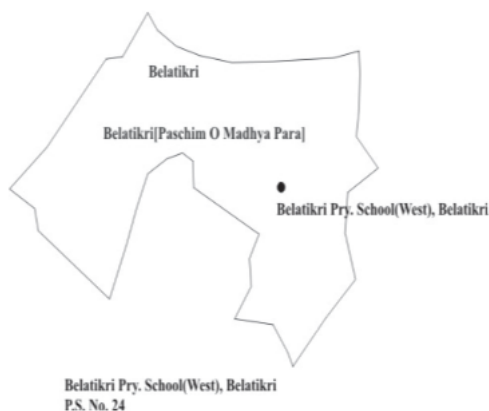 Belatikri
Belatikri[Paschim O Madhya Para]
Belatikri Pry. School(West), Belatikri
Belatikri Pry. School(West), Belatikri
P.S. No. 24